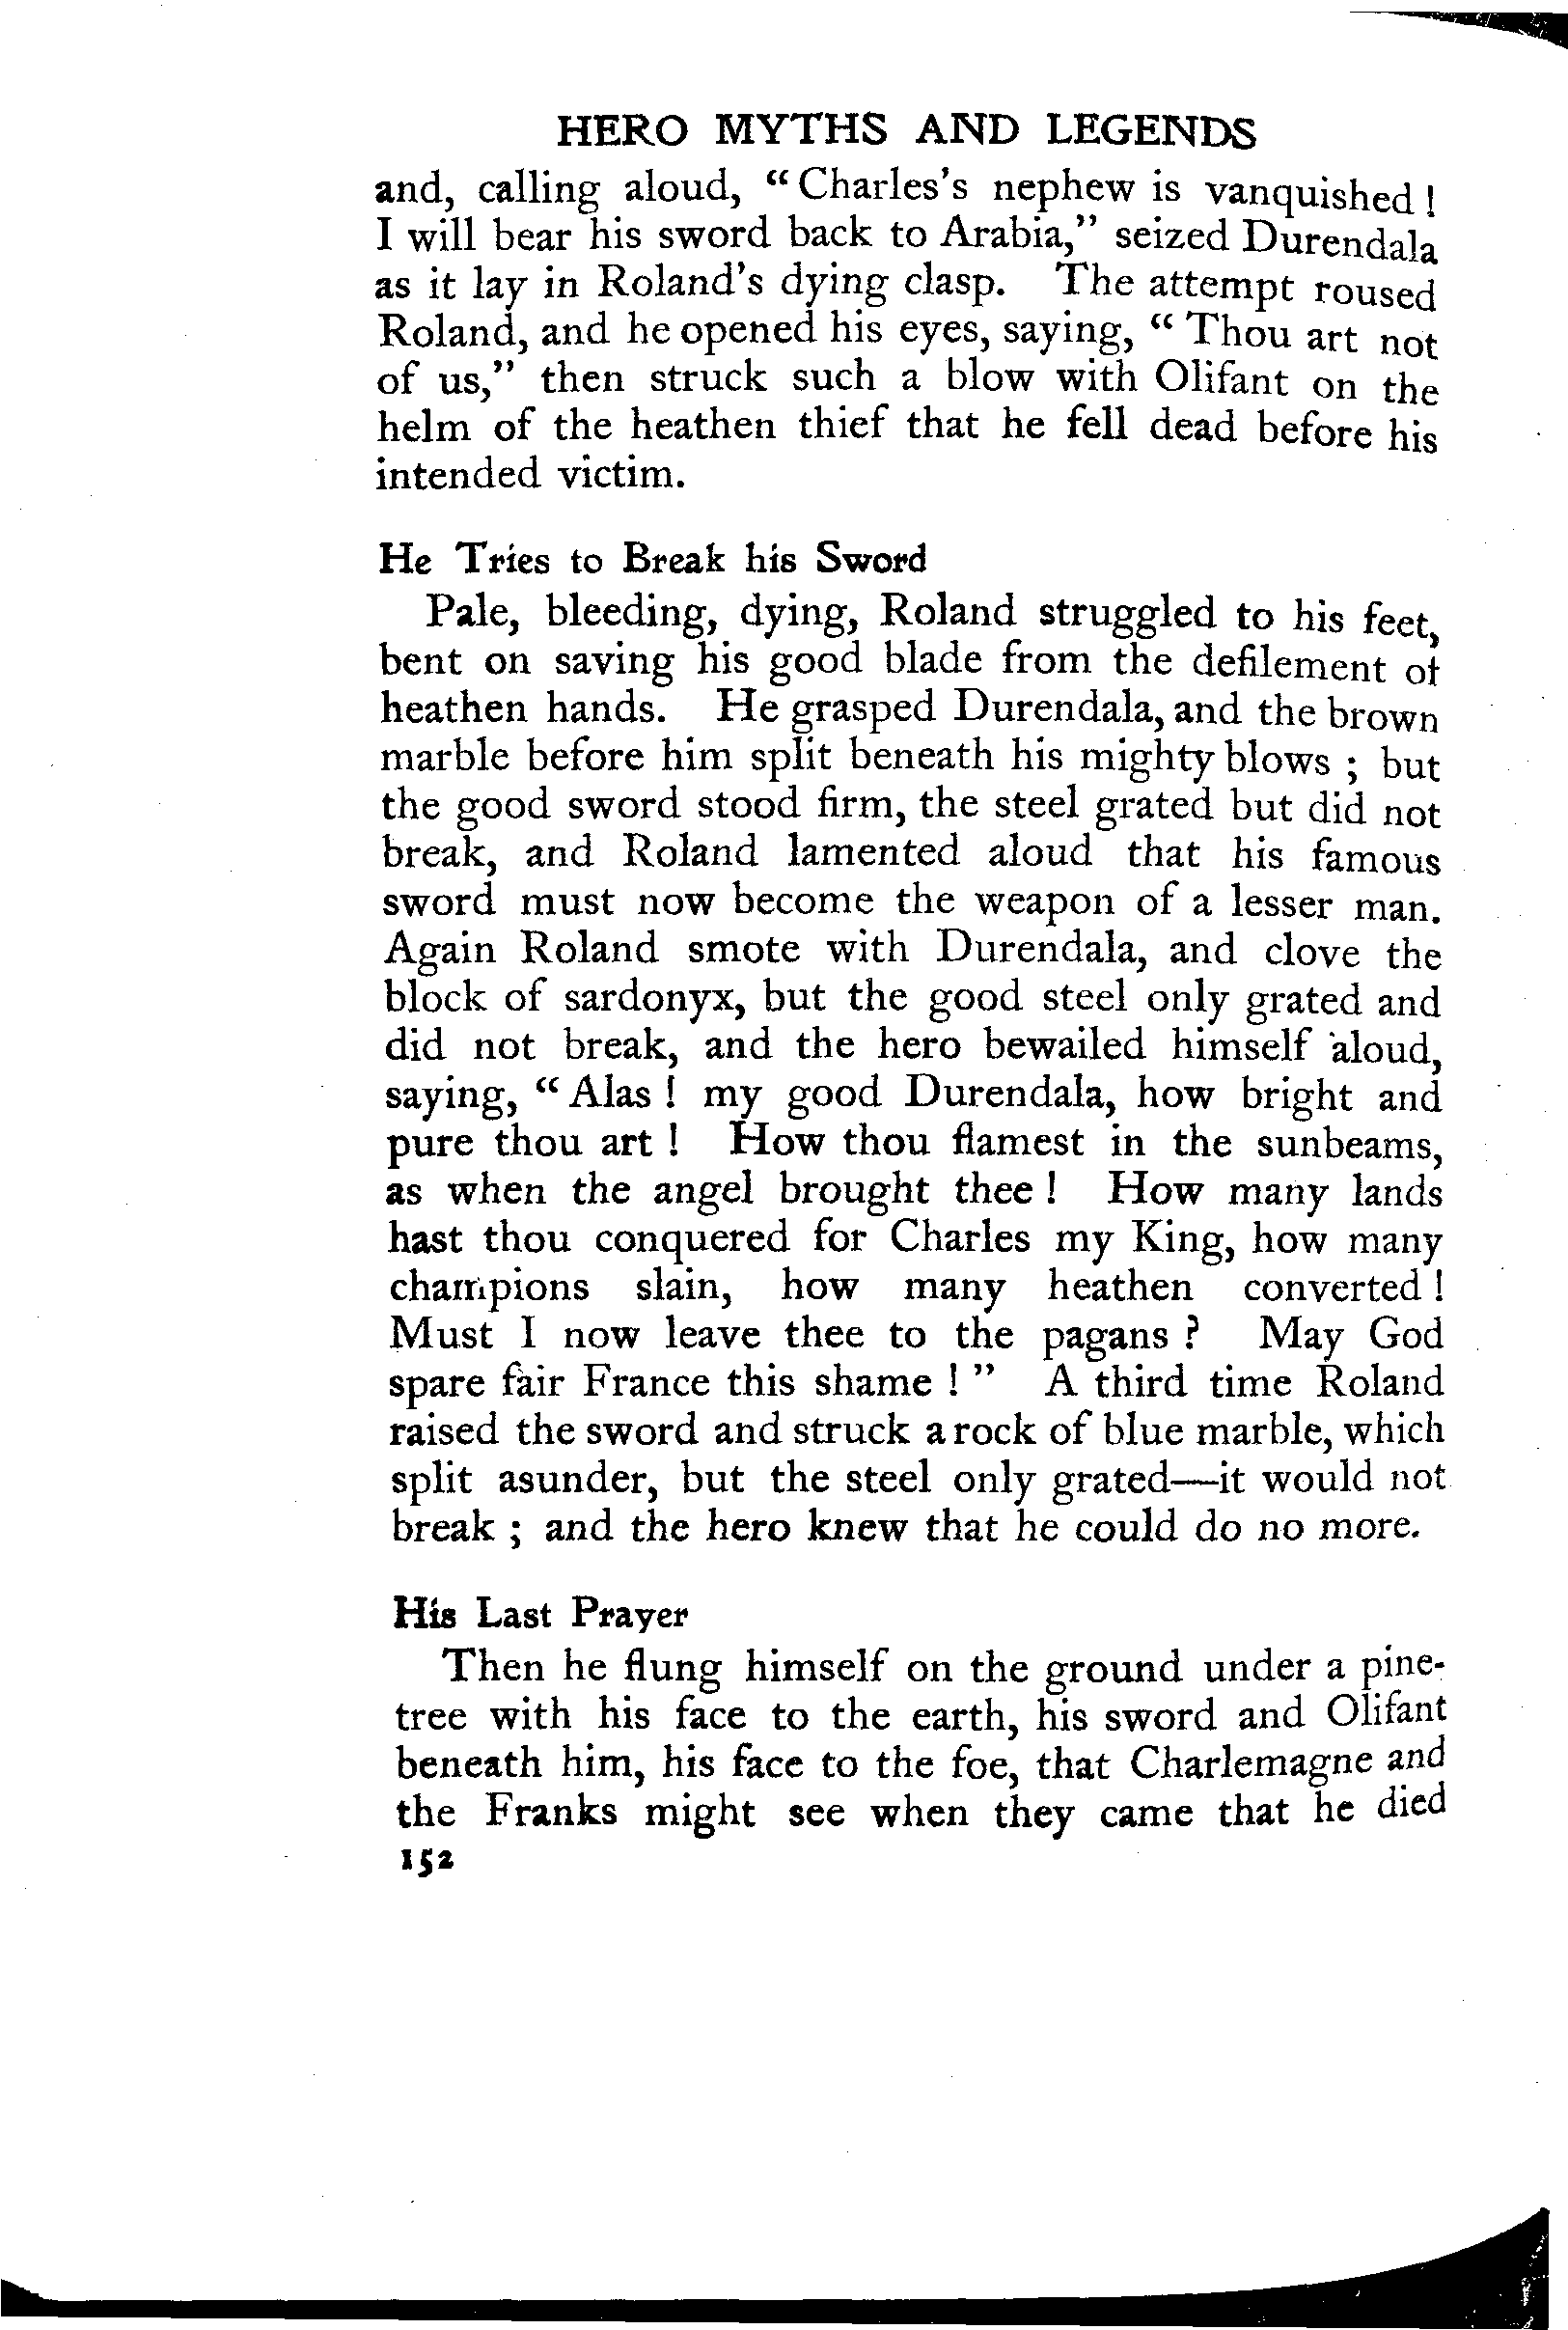 HERO MYTHS AND LEGENDS
and, calling aloud, “Charles’s nephew is vanquished !
I will bear his sword back to Arabia,” seized Durendala
as it lay in Roland’s dying clasp. The attempt roused
Roland, and he opened his eyes, saying, “Thou art not
of us,” then struck such a blow with Olifant on the
helm of the heathen thief that he fell dead before his
intended victim.
He Tries to Break his Sword
Pale, bleeding, dying, Roland struggled to his feet,
bent on saving his good blade from the defilement of
heathen hands. He grasped Durendala, and the brown
marble before him split beneath his mighty blows ; but
the good sword stood firm, the steel grated but did not
break, and Roland lamented aloud that his famous
sword must now become the weapon of a lesser man.
Again Roland smote with Durendala, and clove the
block of sardonyx, but the good steel only grated and
did not break, and the hero bewailed himself aloud,
saying, “Alas ! my good Durendala, how bright and
pure thou art ! How thou flamest in the sunbeams,
as when the angel brought thee ! How many lands
hast thou conquered for Charles my King, how many
champions slain, how many heathen converted !
Must I now leave thee to the pagans ? May God
spare fair France this shame ! ” A third time Roland
raised the sword and struck a rock of blue marble, which
split asunder, but the steel only grated—it would not
break ; and the hero knew that he could do no more.
His Last Prayer
Then he flung himself on the ground under a pine-
tree with his face to the earth, his sword and Olifant
beneath him, his face to the foe, that Charlemagne and
the Franks might see when they came that he died
152